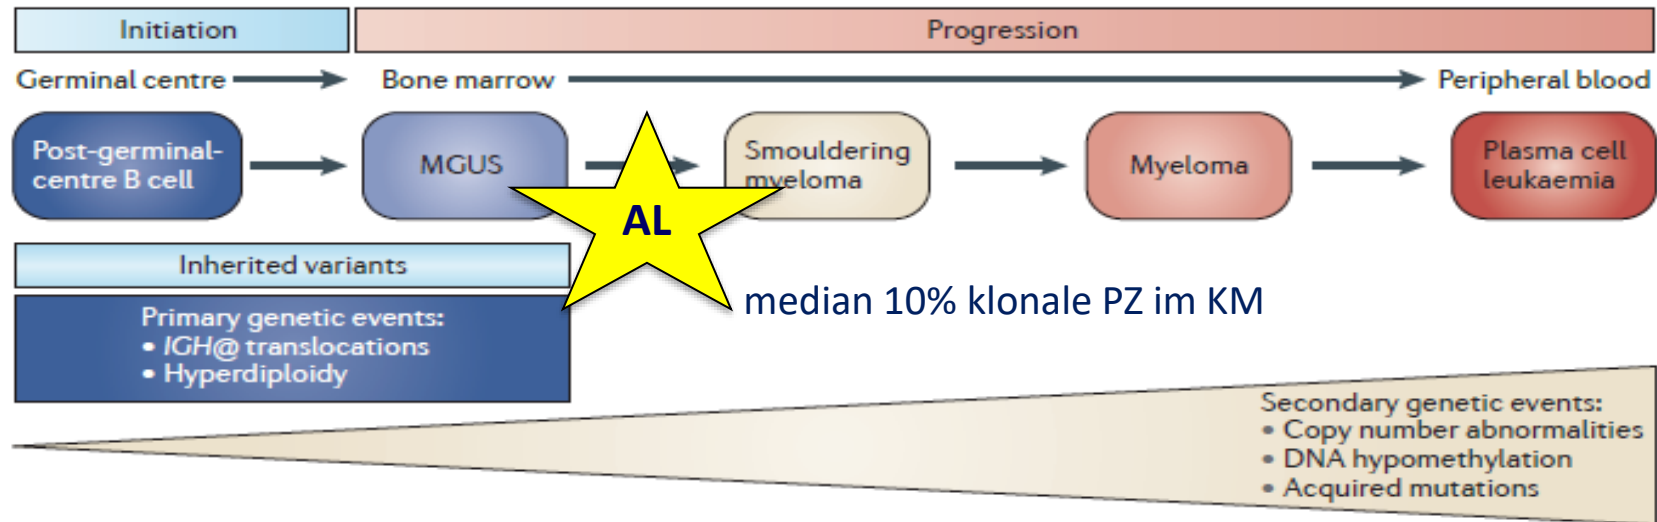 Initiation
Progression
Germinal centre
Bone marrow
Peripheral blood
Post-germinal-
centre B cell
MGUS
AL
Smouldering
myeloma
Myeloma
Plasma cell
leukaemia
Inherited variants
Primary genetic events:
• IGH@ translocations
• Hyperdiploidy
median 10% klonale PZ im KM
Secondary genetic events:
• Copy number abnormalities
• DNA hypomethylation
• Acquired mutations